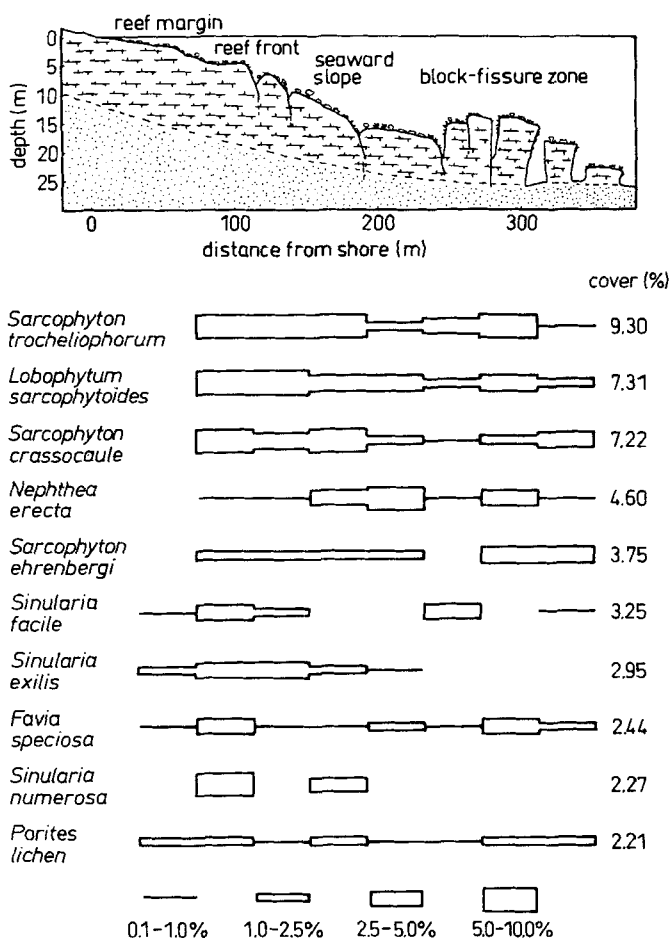 reef margin
reef front
seaward
slope
block-fissure zone
depth (m)
0
5
10
15
20
25
0 100 200 300
distance from shore (m)
cover (%)
Sarcophyton
trocheliophorum 9.30
Lobophytum
sarcophytoides 7.31
Sarcophyton
crassocaule 7.22
Nephthea
erecta 4.60
Sarcophyton
ehrenbergi 3.75
Sinularia
facile 3.25
Sinularia
exilis 2.95
Favia
speciosa 2.44
Sinularia
numerosa 2.27
Porites
lichen 2.21
0.1-1.0% 1.0-2.5% 2.5-5.0% 5.0-10.0%